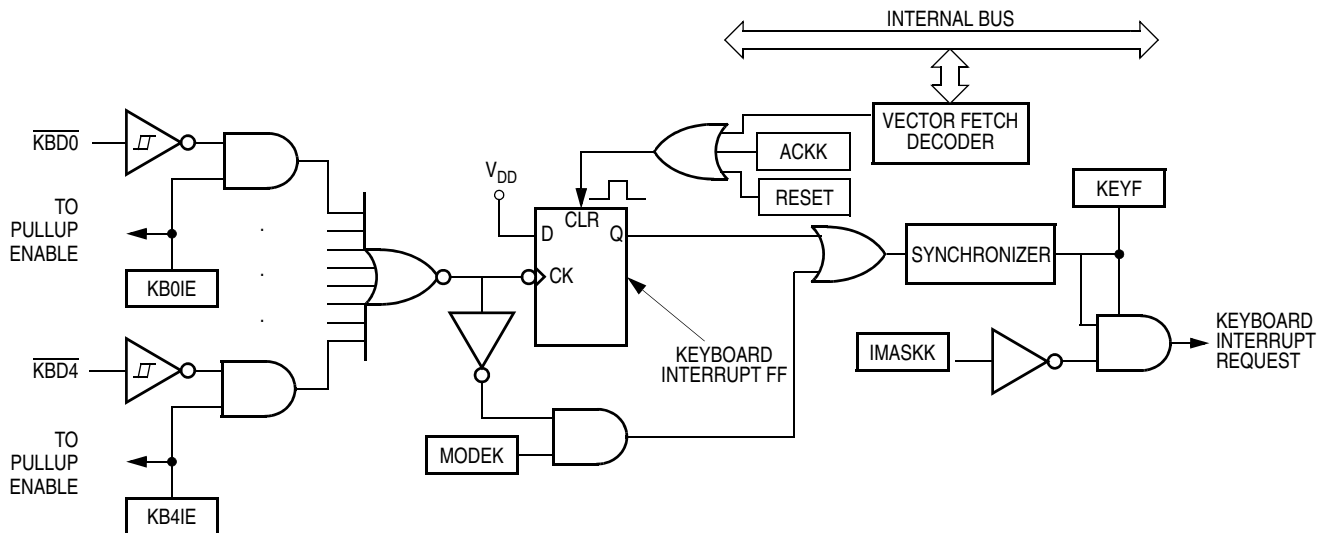 INTERNAL BUS
KBD0
VECTOR FETCH
DECODER
ACKK
VDD
KEYF
RESET
TO
PULLUP
ENABLE
CLR
D
Q
SYNCHRONIZER
CK
KB0IE
KEYBOARD
INTERRUPT
REQUEST
KBD4
IMASKK
KEYBOARD
INTERRUPT FF
TO
PULLUP
ENABLE
MODEK
KB4IE